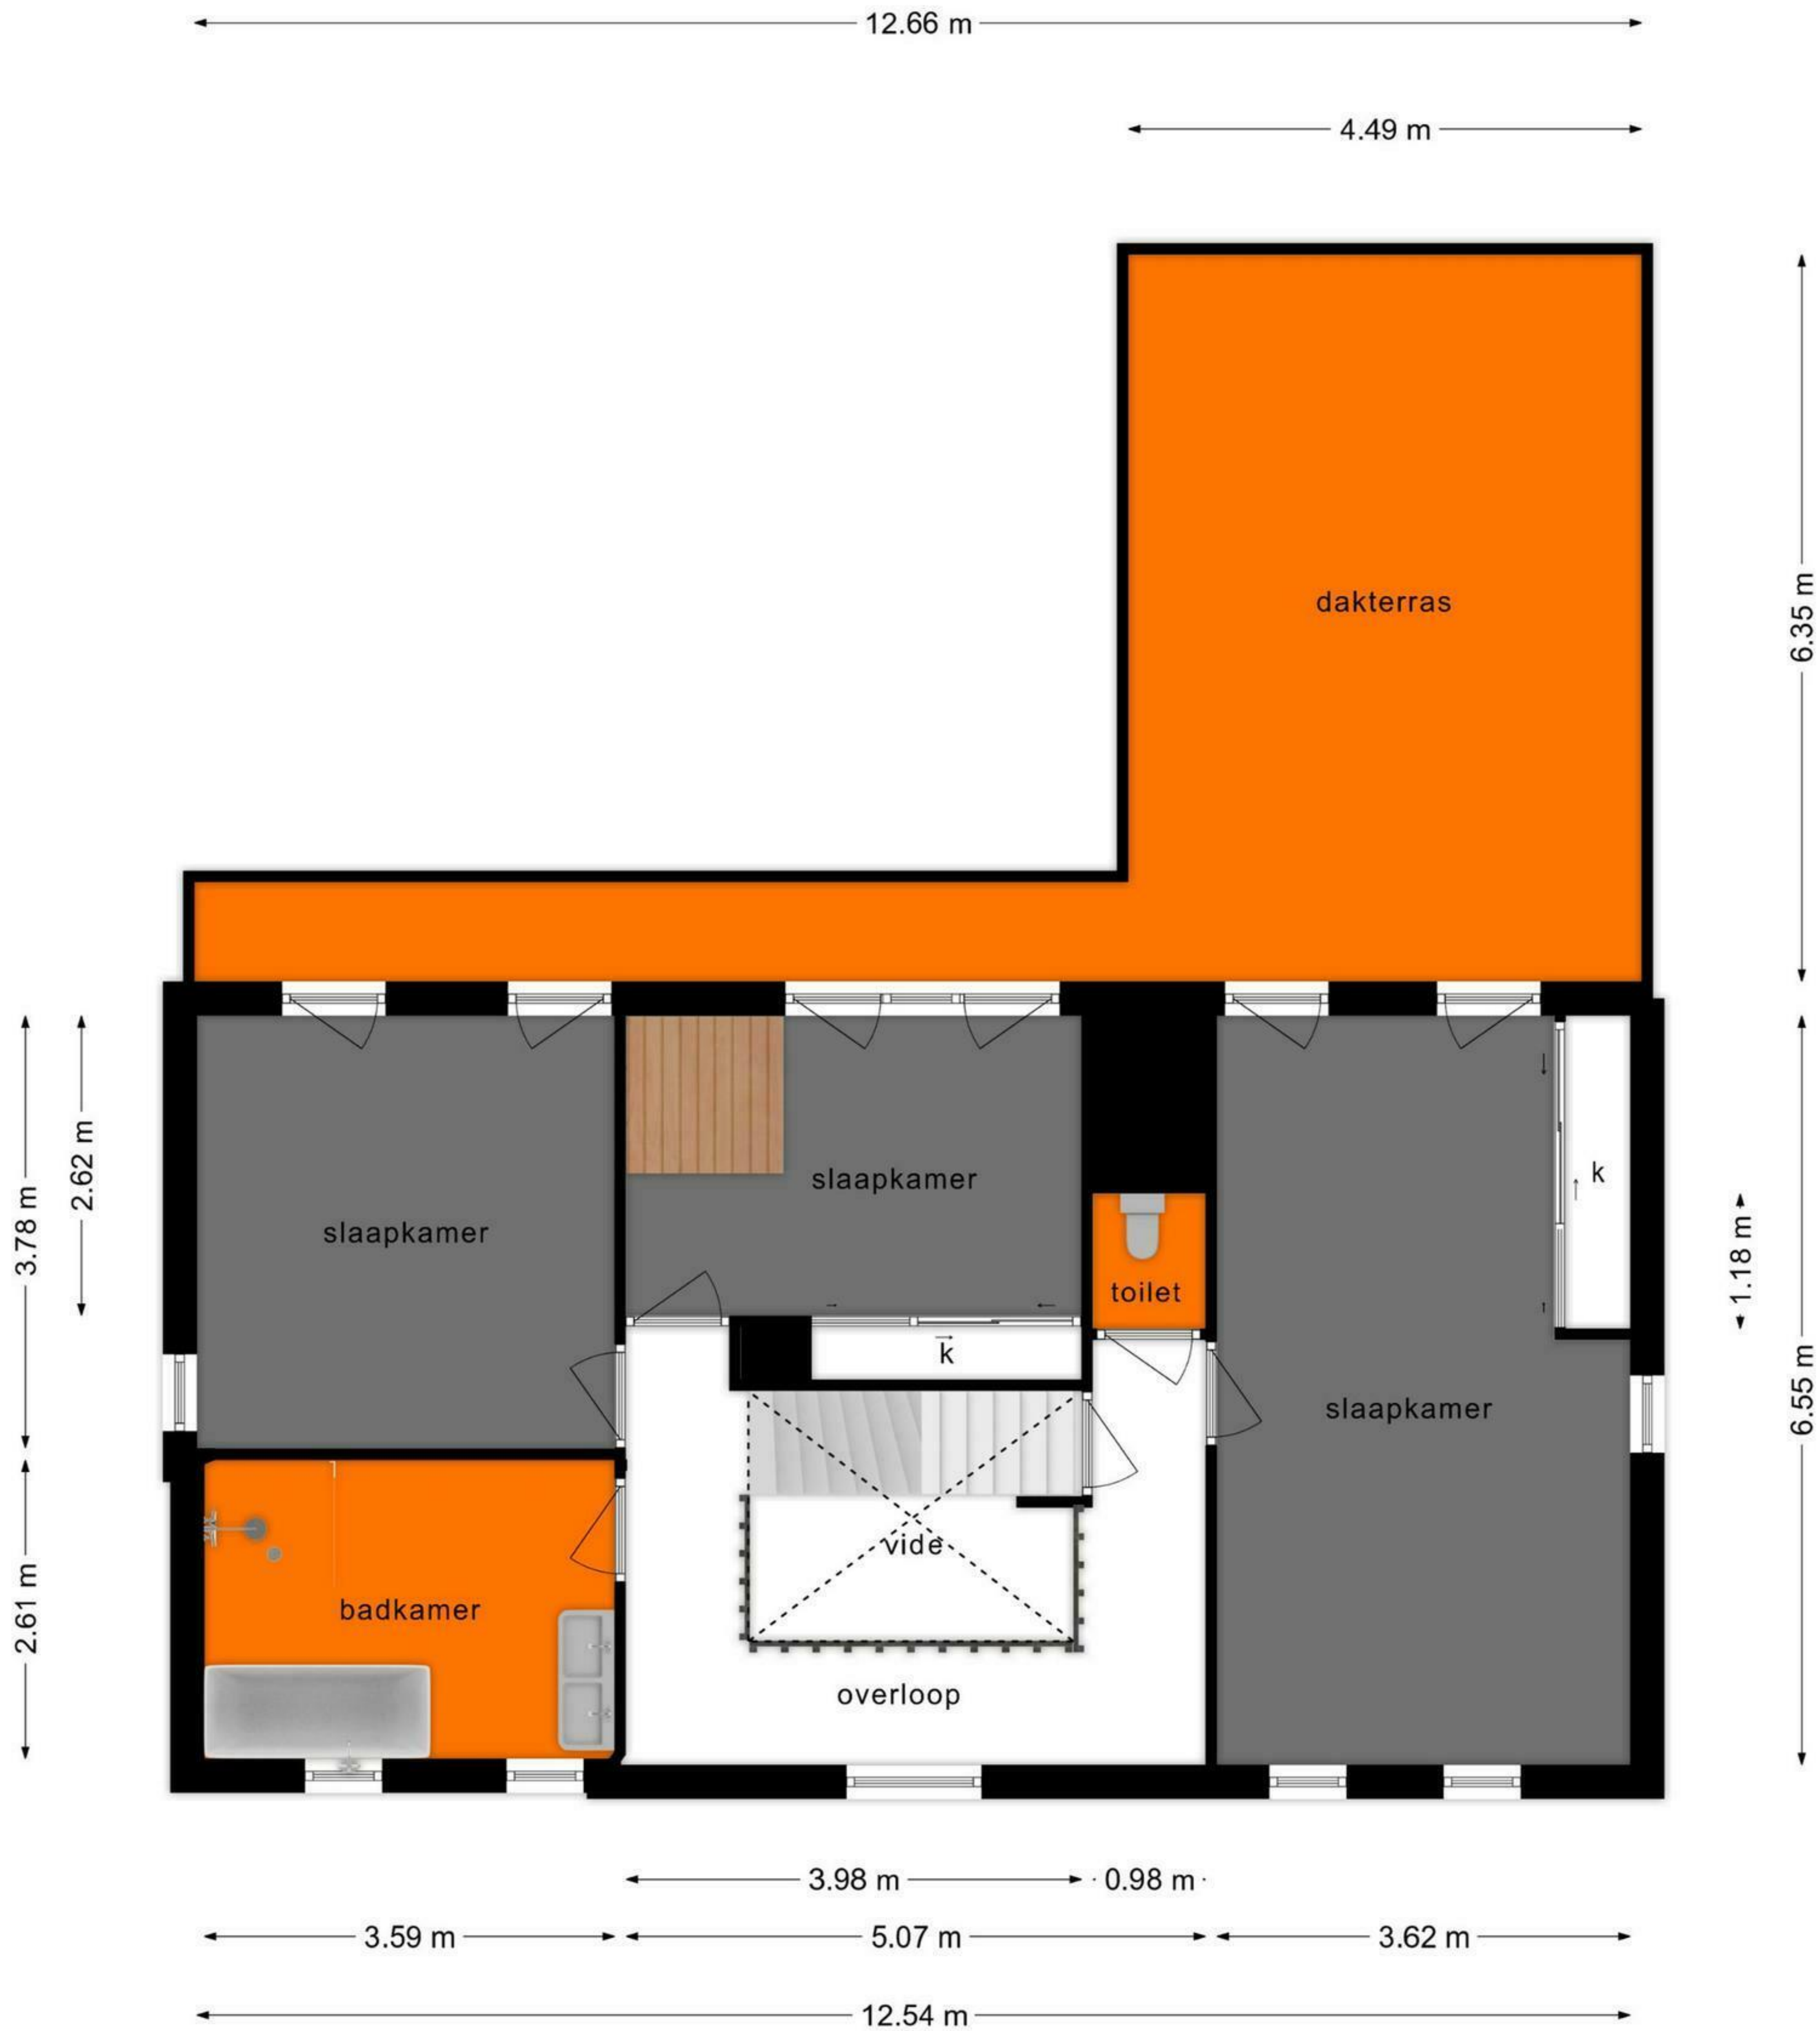 12.66 m
4.49 m
dakterras
6.35 m
2.62 m
3.78 m
slaapkamer
slaapkamer
k
1.18 m
toilet
k
slaapkamer
6.55 m
vide
2.61 m
badkamer
overloop
3.98 m
0.98 m
3.59 m
5.07 m
3.62 m
12.54 m